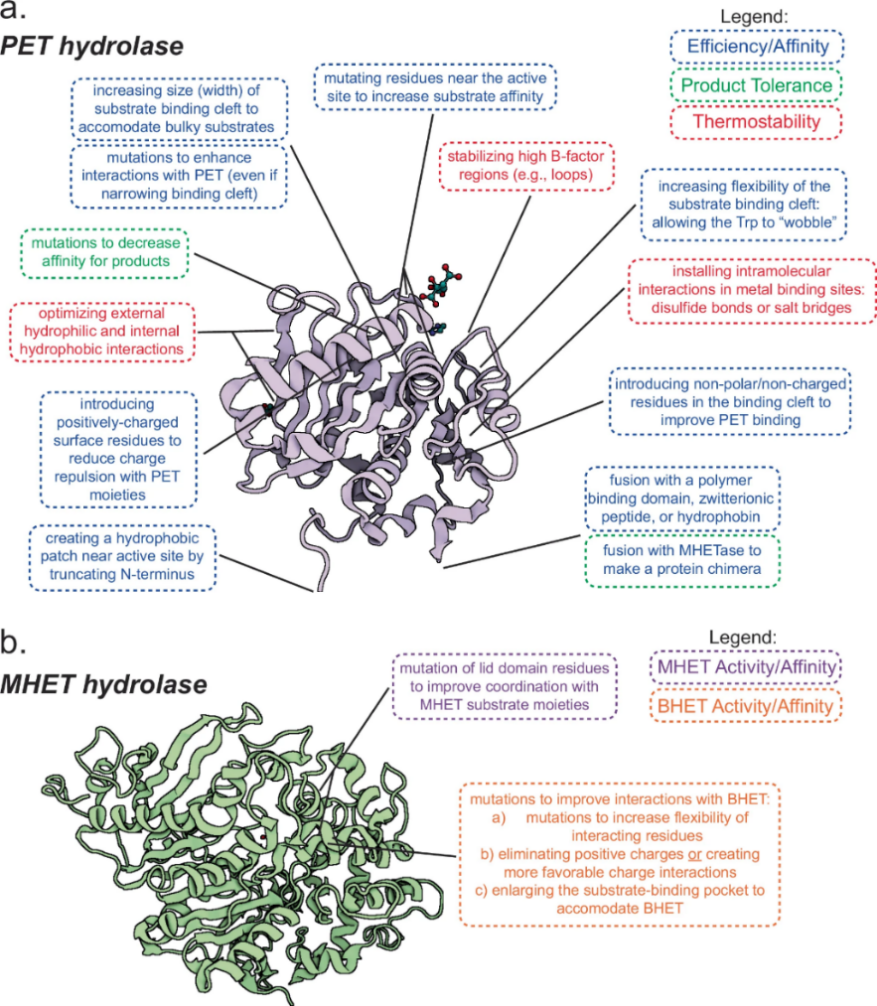 a.
PET hydrolase
Legend:
Efficiency/Affinity
Product Tolerance
Thermostability
increasing size (width) of
substrate binding cleft to
accomodate bulky substrates
mutations to enhance
interactions with PET (even if
narrowing binding cleft)
mutating residues near the active
site to increase substrate affinity
stabilizing high B-factor
regions (e.g., loops)
increasing flexibility of the
substrate binding cleft:
allowing the Trp to “wobble”
mutations to decrease
affinity for products
installing intramolecular
interactions in metal binding sites:
disulfide bonds or salt bridges
optimizing external
hydrophilic and internal
hydrophobic interactions
introducing non-polar/non-charged
residues in the binding cleft to
improve PET binding
introducing
positively-charged
surface residues to
reduce charge
repulsion with PET
moieties
fusion with a polymer
binding domain, zwitterionic
peptide, or hydrophobin
creating a hydrophobic
patch near active site by
truncating N-terminus
fusion with MHETase to
make a protein chimera
b.
MHET hydrolase
Legend:
MHET Activity/Affinity
BHET Activity/Affinity
mutation of lid domain residues
to improve coordination with
MHET substrate moieties
mutations to improve interactions with BHET:
a) mutations to increase flexibility of
interacting residues
b) eliminating positive charges or creating
more favorable charge interactions
c) enlarging the substrate-binding pocket to
accomodate BHET